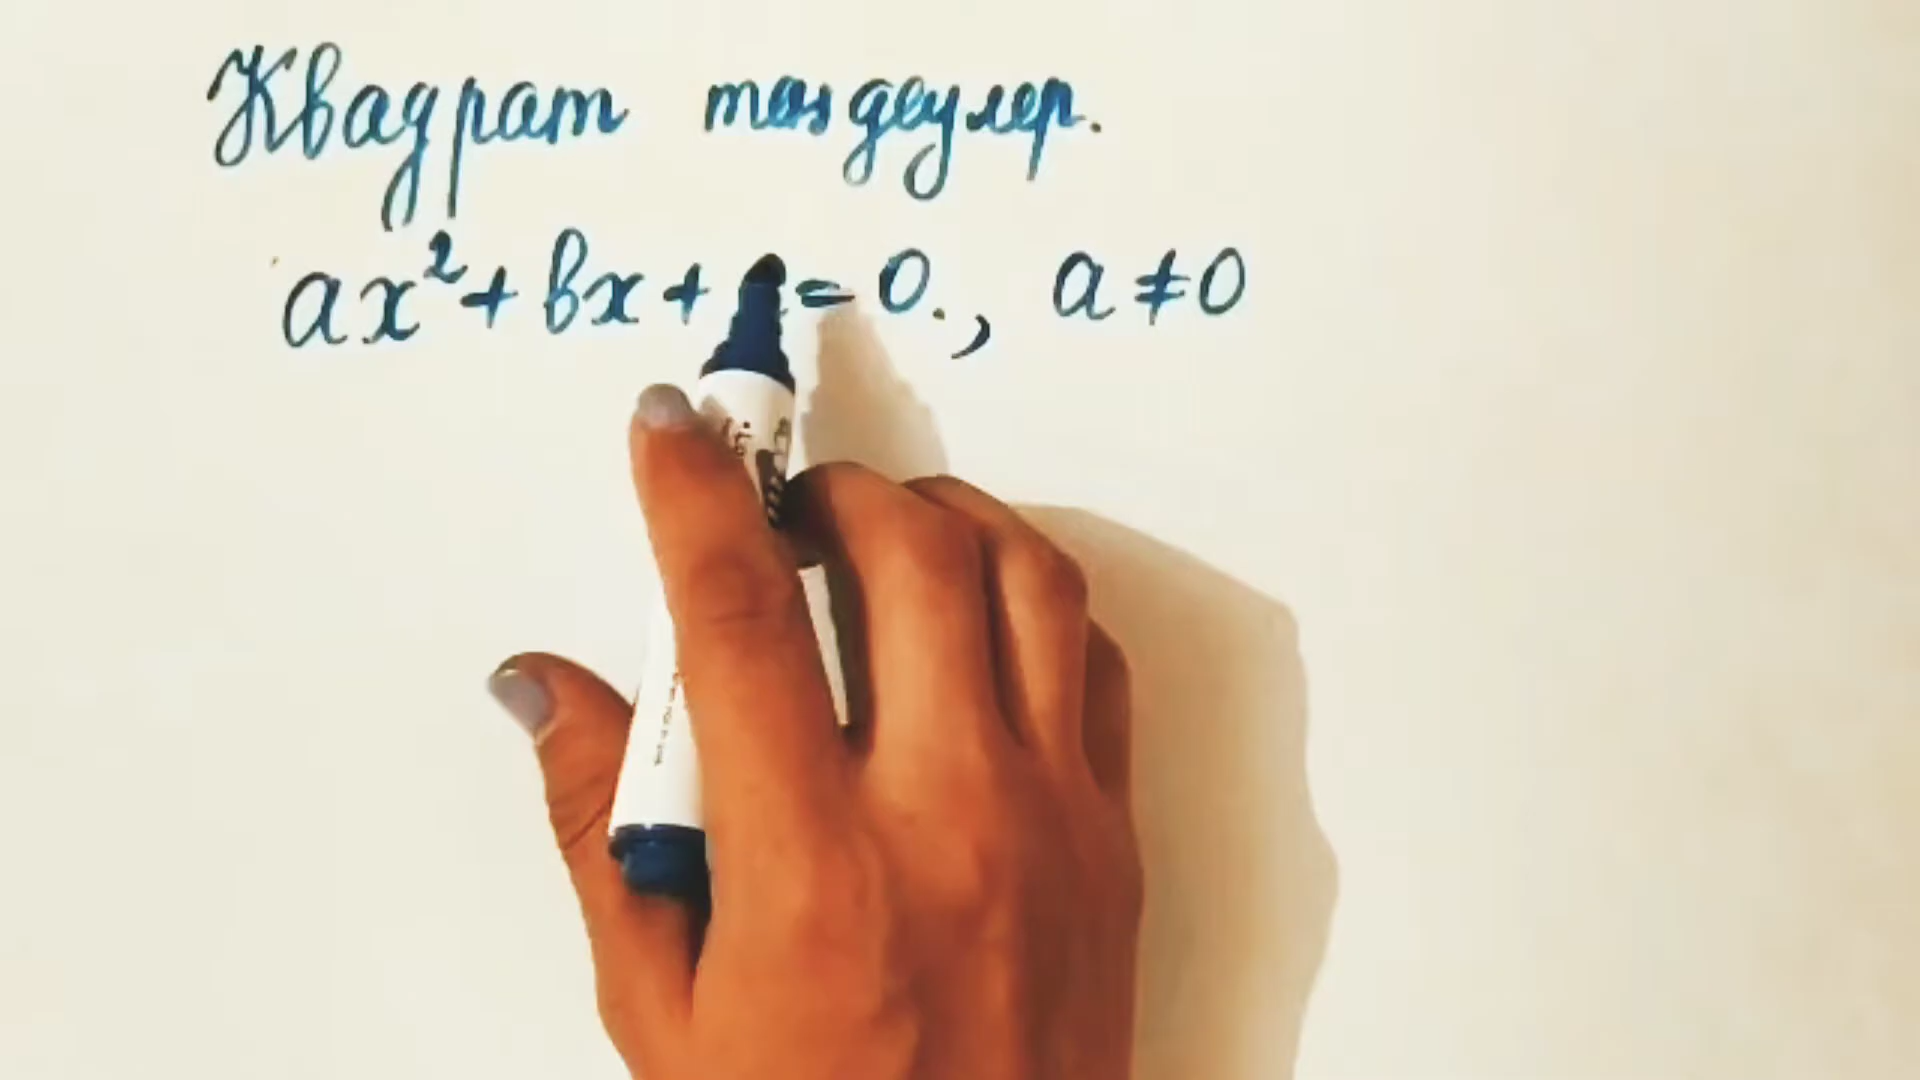 Квадрат теңдеулер.
ax² + bx + = 0., a ≠ 0